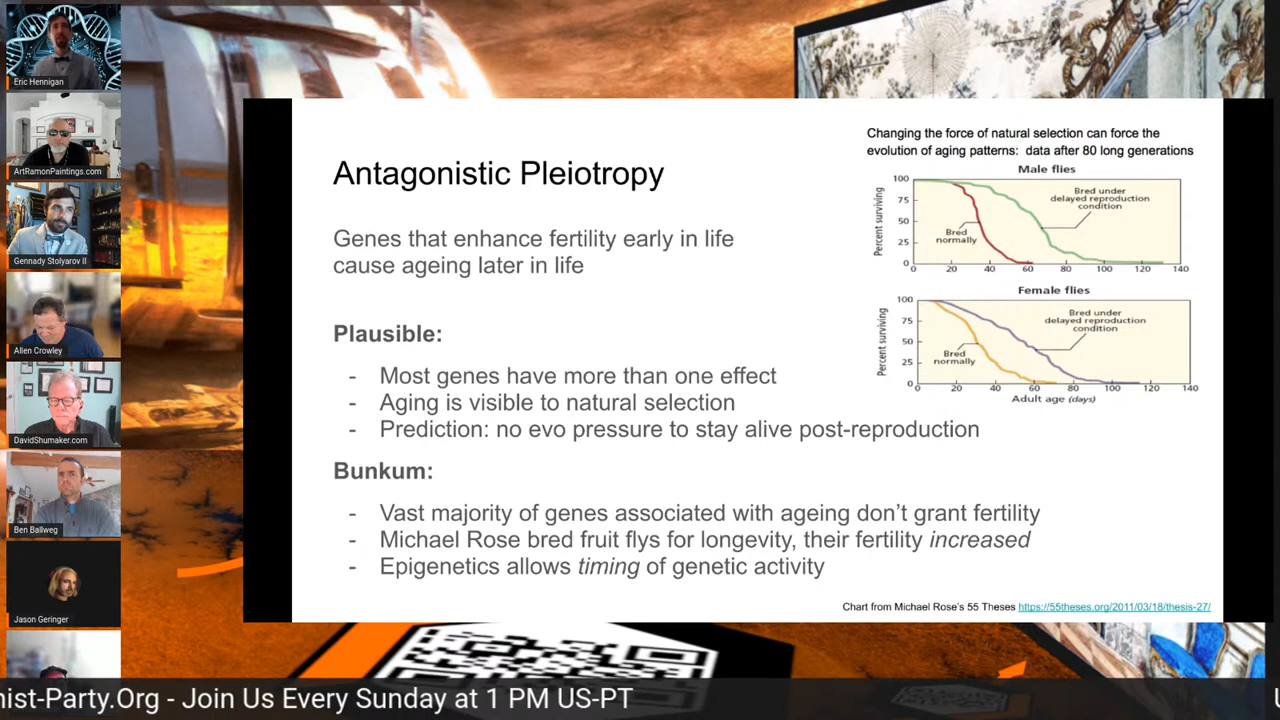 Eric Hennigan
ArtRamonPaintings.com
Gennady Stolyarov II
Allen Crowley
DavidShumaker.com
Ben Ballweg
Jason Geringer
Antagonistic Pleiotropy
Genes that enhance fertility early in life
cause ageing later in life
Plausible:
- Most genes have more than one effect
- Aging is visible to natural selection
- Prediction: no evo pressure to stay alive post-reproduction
Bunkum:
- Vast majority of genes associated with ageing don't grant fertility
- Michael Rose bred fruit flys for longevity, their fertility increased
- Epigenetics allows timing of genetic activity
Changing the force of natural selection can force the
evolution of aging patterns: data after 80 long generations
Male flies
Percent surviving
100
75
50
25
0
Bred
normally
Bred under
delayed reproduction
condition
0 20 40 60 80 100 120 140
Female flies
Percent surviving
100
75
50
25
0
Bred
normally
Bred under
delayed reproduction
condition
0 20 40 60 80 100 120 140
Adult age (days)
Chart from Michael Rose's 55 Theses https://55theses.org/2011/03/18/thesis-27/
nist-Party.Org - Join Us Every Sunday at 1 PM US-PT